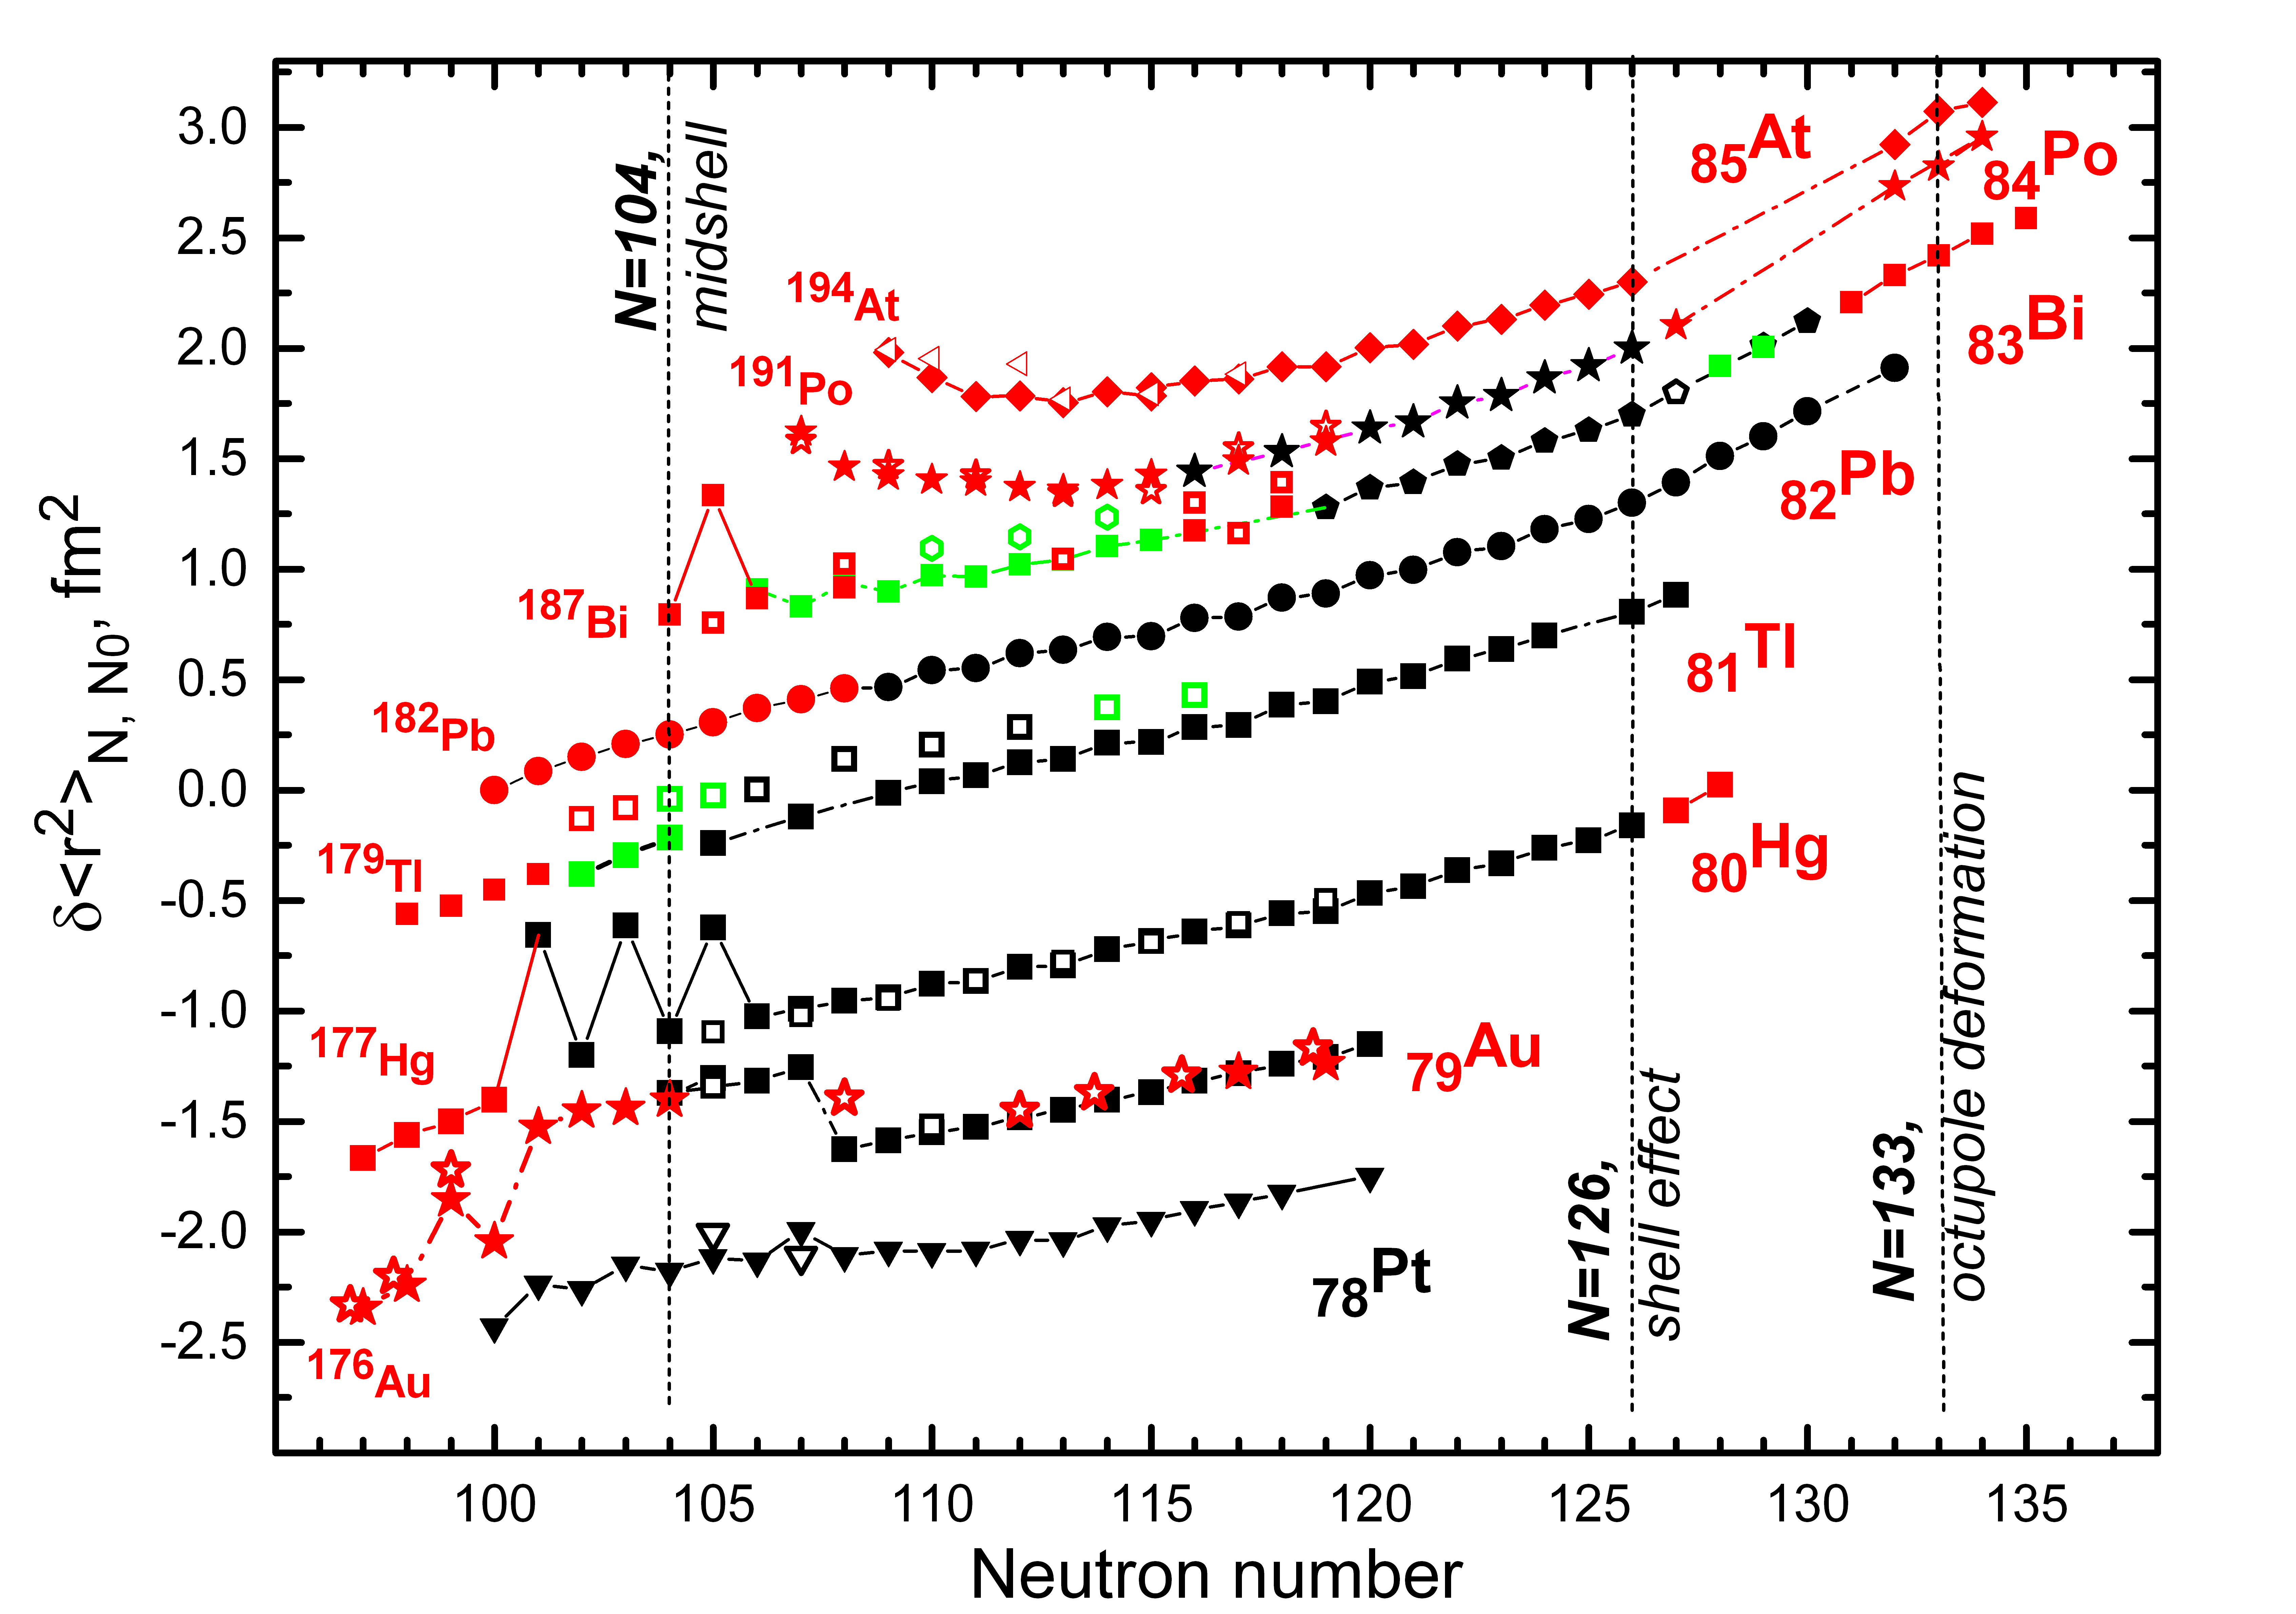 δ<r²>N, N0, fm²
3.0
2.5
2.0
1.5
1.0
0.5
0.0
-0.5
-1.0
-1.5
-2.0
-2.5
N=104,
midshell
194At
191Po
187Bi
182Pb
179Tl
177Hg
176Au
85At
84Po
83Bi
82Pb
81Tl
80Hg
79Au
78Pt
N=126,
shell effect
N=133,
octupole deformation
100
105
110
115
120
125
130
135
Neutron number